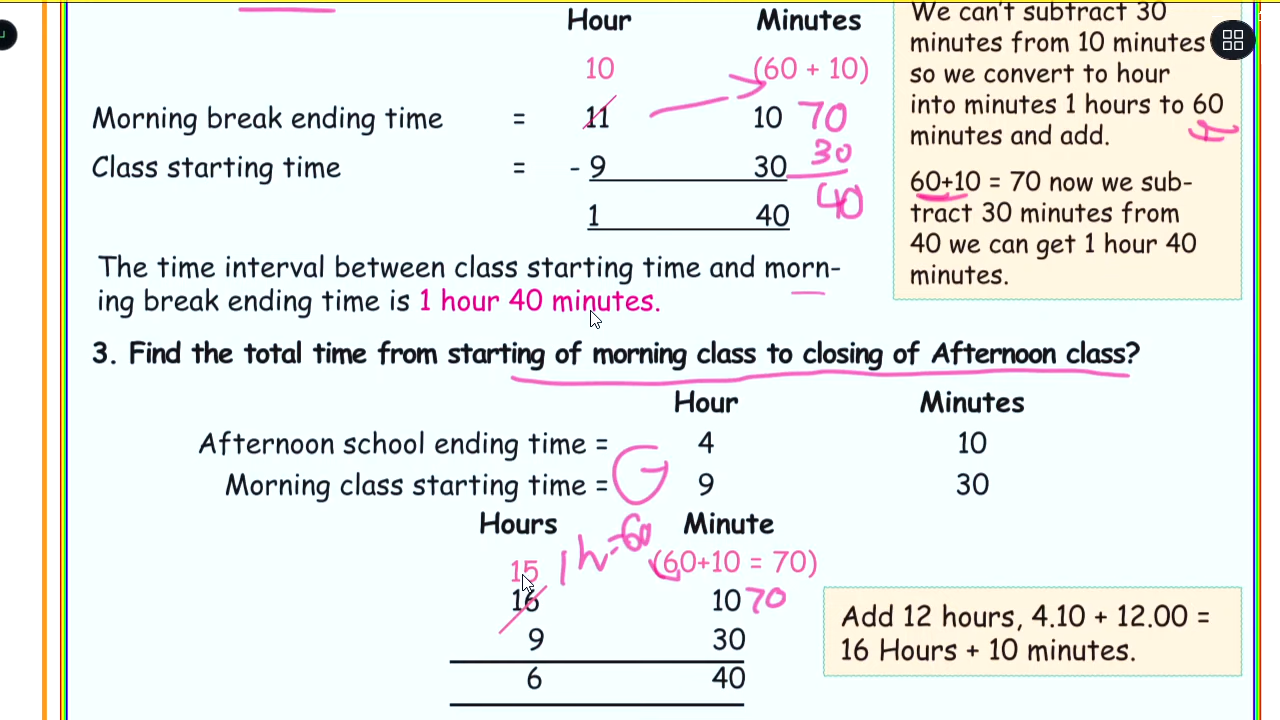 Hour Minutes
10 (60 + 10)
Morning break ending time = 11 10 70
Class starting time = - 9 30 30
1 40 40
The time interval between class starting time and morn-
ing break ending time is 1 hour 40 minutes.
We can't subtract 30
minutes from 10 minutes
so we convert to hour
into minutes 1 hours to 60
minutes and add.
60+10 = 70 now we sub-
tract 30 minutes from
40 we can get 1 hour 40
minutes.
3. Find the total time from starting of morning class to closing of Afternoon class?
Hour Minutes
Afternoon school ending time = 4 10
Morning class starting time = 9 30
Hours Minute
15 1h=60 (60+10 = 70)
16 10 70
9 30
6 40
Add 12 hours, 4.10 + 12.00 =
16 Hours + 10 minutes.